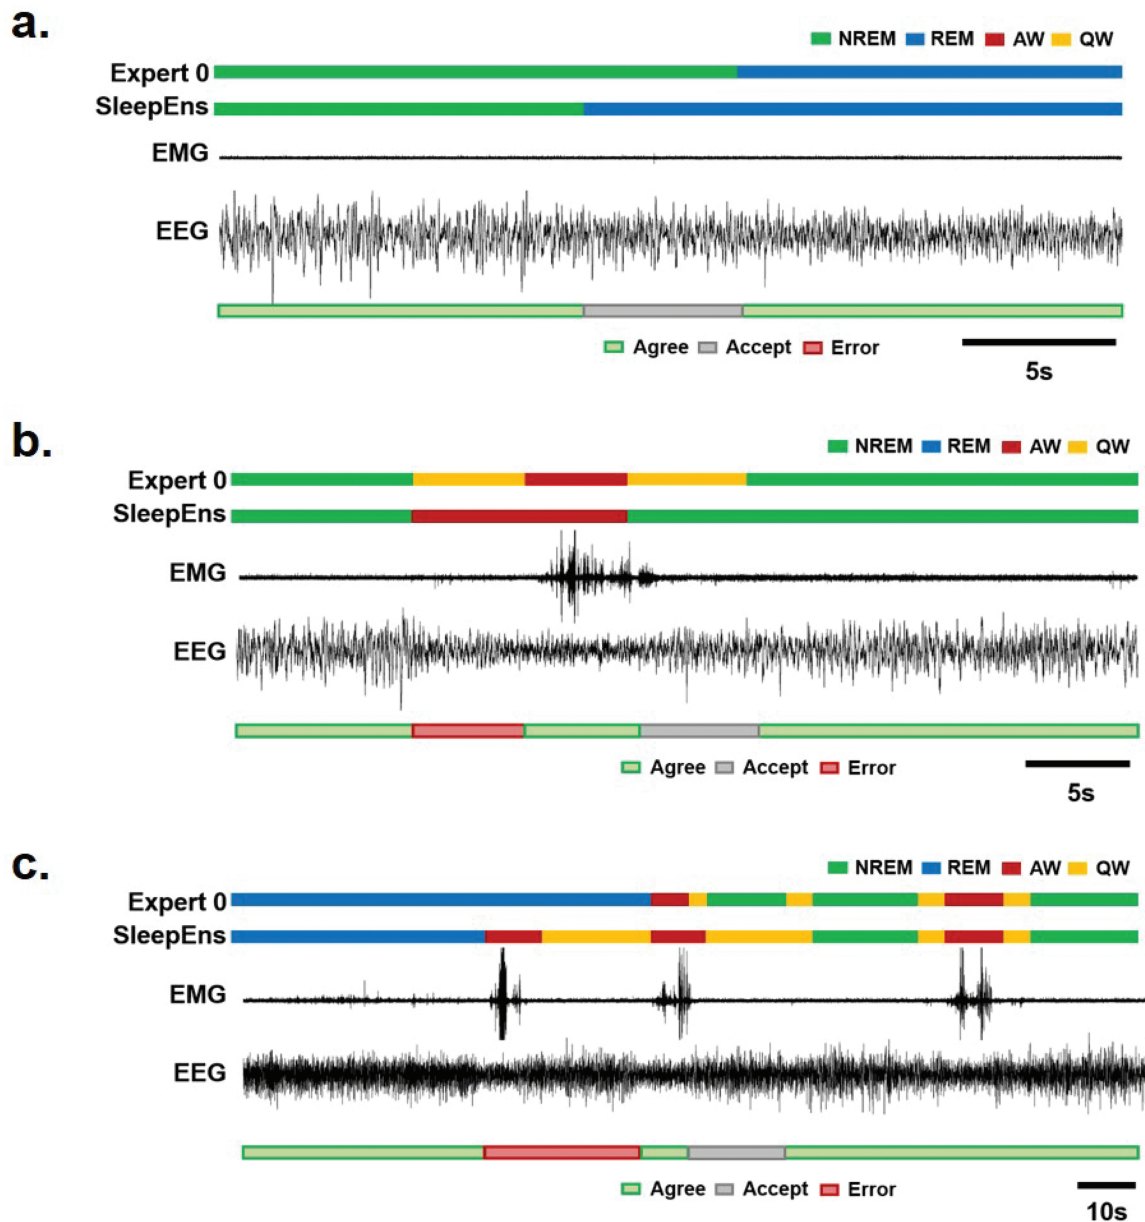 a.
NREM REM AW QW
Expert 0
SleepEns
EMG
EEG
Agree Accept Error
5s
b.
NREM REM AW QW
Expert 0
SleepEns
EMG
EEG
Agree Accept Error
5s
c.
NREM REM AW QW
Expert 0
SleepEns
EMG
EEG
Agree Accept Error
10s